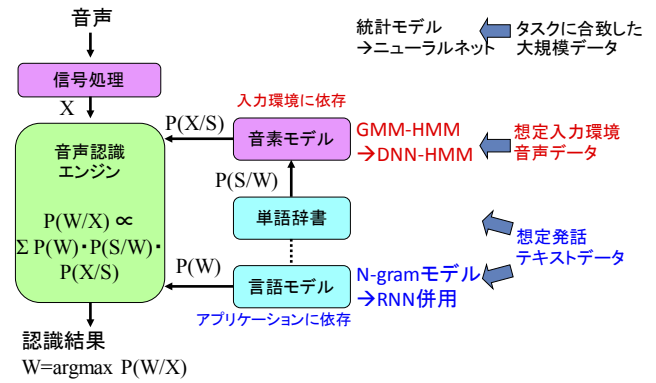 音声
統計モデル
→ニューラルネット
タスクに合致した
大規模データ
信号処理
X
P(X/S)
入力環境に依存
音素モデル
GMM-HMM
→DNN-HMM
想定入力環境
音声データ
音声認識
エンジン
P(W/X) ∝
Σ P(W)･P(S/W)･
P(X/S)
P(S/W)
単語辞書
想定発話
テキストデータ
P(W)
言語モデル
N-gramモデル
→RNN併用
アプリケーションに依存
認識結果
W=argmax P(W/X)